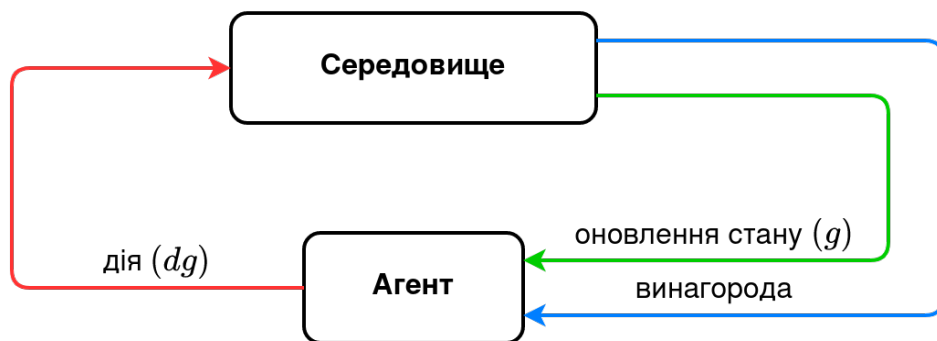 Середовище
оновлення стану (g)
дія (dg)
Агент
винагорода